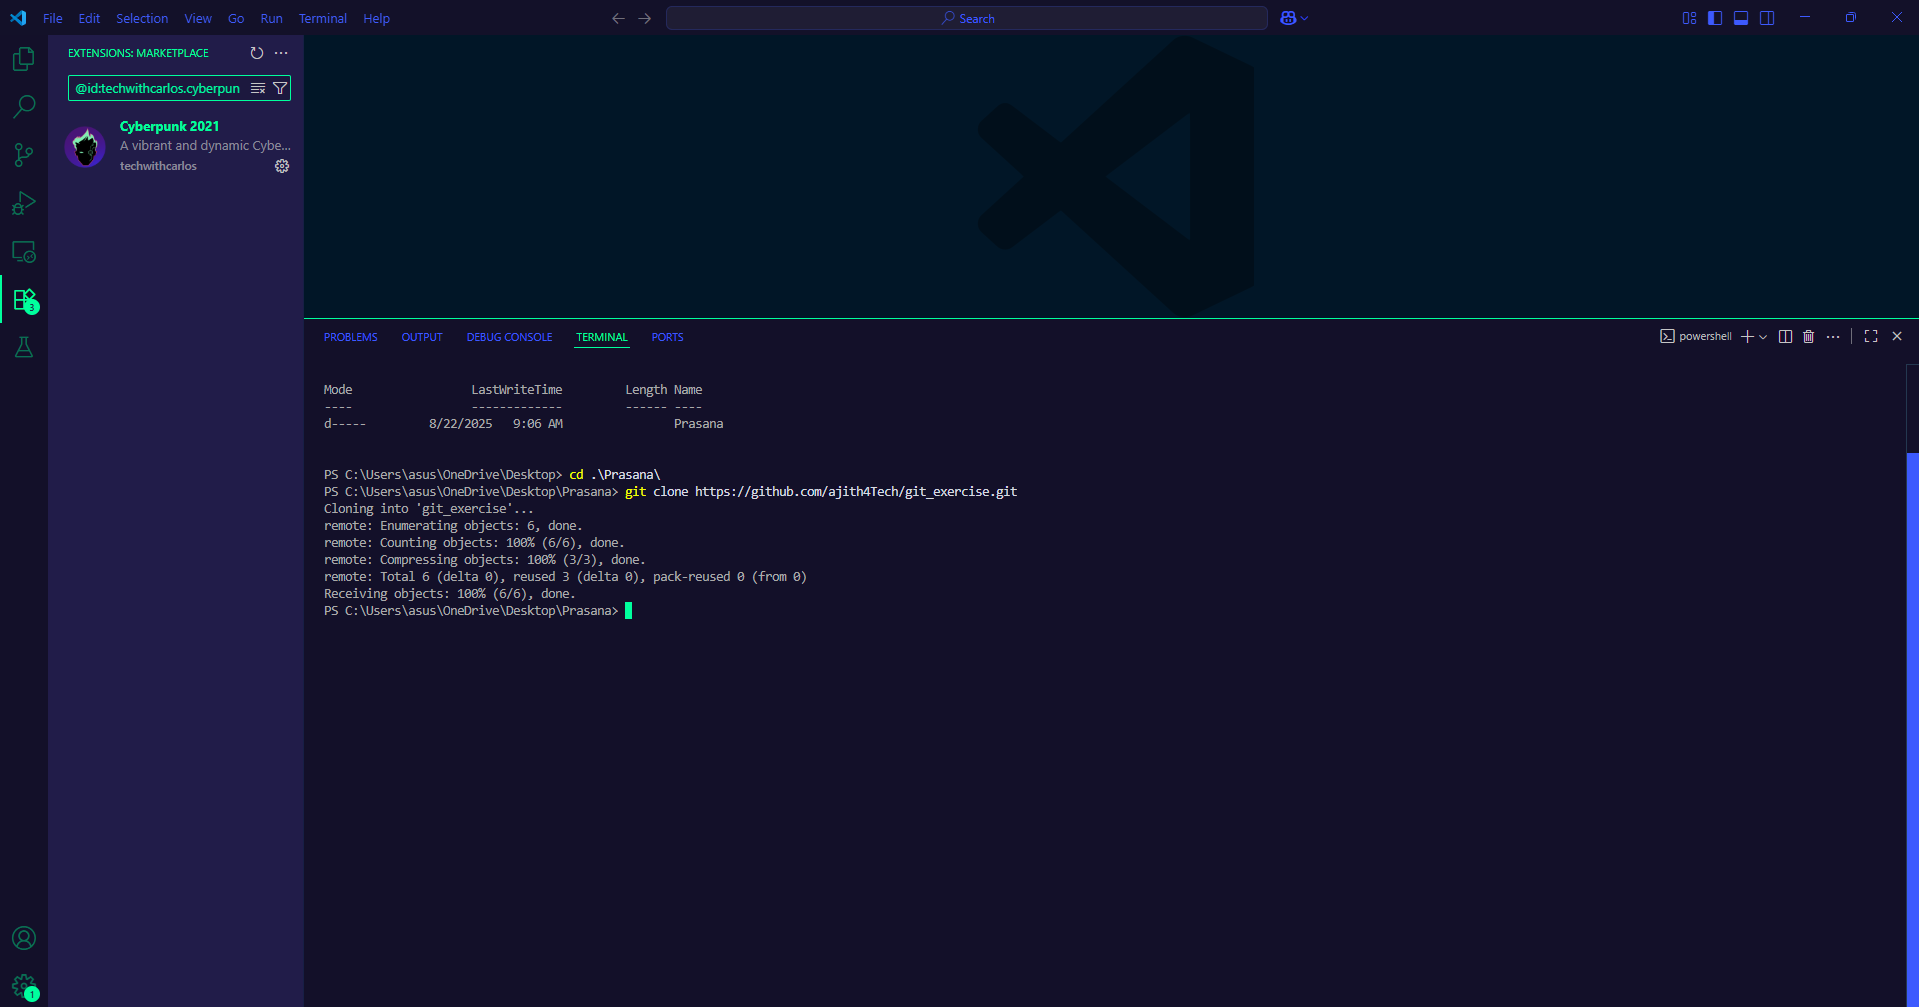 File Edit Selection View Go Run Terminal Help Search
EXTENSIONS: MARKETPLACE
@id:techwithcarlos.cyberpun
Cyberpunk 2021
A vibrant and dynamic Cybe...
techwithcarlos
3
1
PROBLEMS OUTPUT DEBUG CONSOLE TERMINAL PORTS powershell
Mode LastWriteTime Length Name
---- ------------- ------ ----
d----- 8/22/2025 9:06 AM Prasana
PS C:\Users\asus\OneDrive\Desktop> cd .\Prasana\
PS C:\Users\asus\OneDrive\Desktop\Prasana> git clone https://github.com/ajith4Tech/git_exercise.git
Cloning into 'git_exercise'...
remote: Enumerating objects: 6, done.
remote: Counting objects: 100% (6/6), done.
remote: Compressing objects: 100% (3/3), done.
remote: Total 6 (delta 0), reused 3 (delta 0), pack-reused 0 (from 0)
Receiving objects: 100% (6/6), done.
PS C:\Users\asus\OneDrive\Desktop\Prasana>